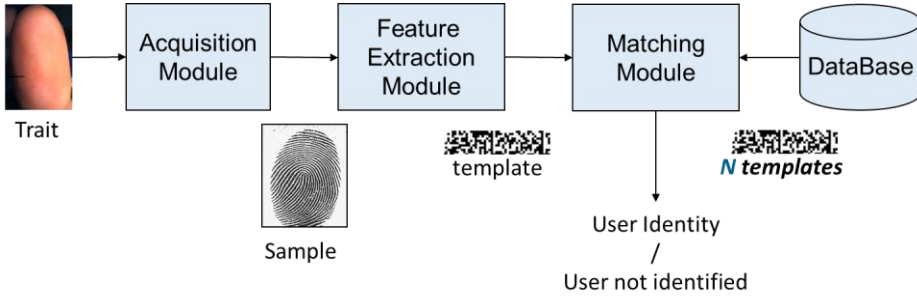 Trait
Acquisition
Module
Sample
Feature
Extraction
Module
template
Matching
Module
DataBase
N templates
User Identity
/
User not identified